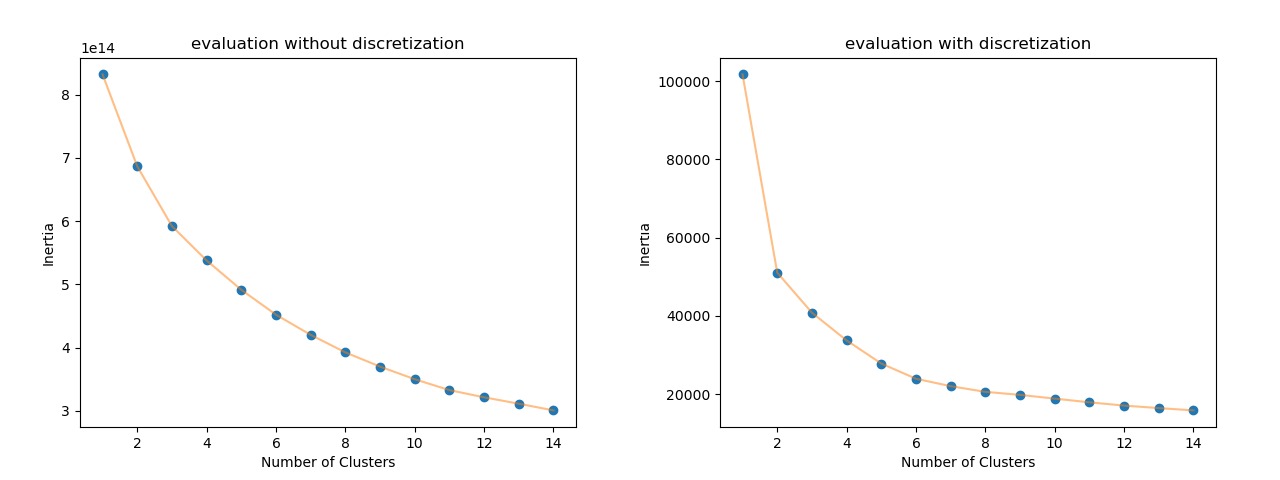 evaluation without discretization
1e14
8
7
6
5
4
3
Inertia
2 4 6 8 10 12 14
Number of Clusters
evaluation with discretization
100000
80000
60000
40000
20000
Inertia
2 4 6 8 10 12 14
Number of Clusters